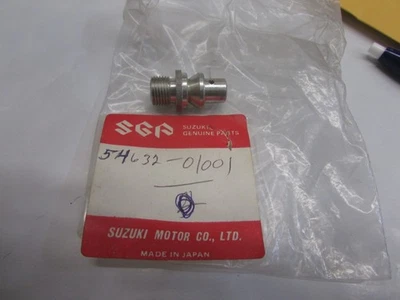 SGP SUZUKI
GENUINE PARTS
54632-01001
SUZUKI MOTOR CO., LTD.
MADE IN JAPAN